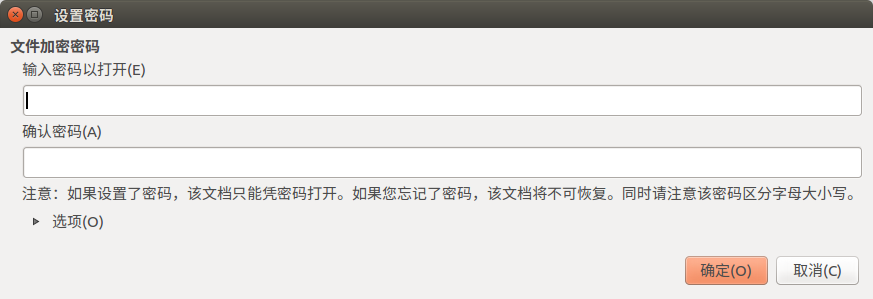 设置密码
文件加密密码
输入密码以打开(E)
确认密码(A)
注意：如果设置了密码，该文档只能凭密码打开。如果您忘记了密码，该文档将不可恢复。同时请注意该密码区分字母大小写。
选项(O)
确定(O) 取消(C)